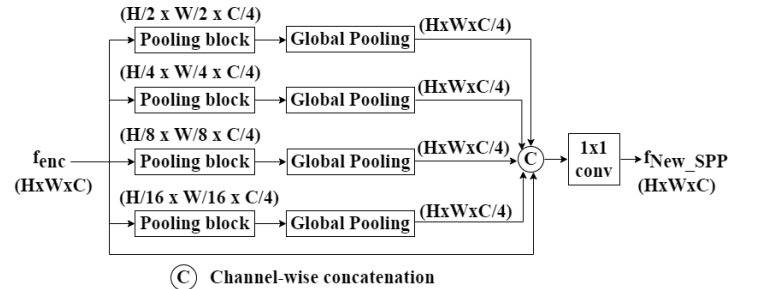 (H/2 x W/2 x C/4)
Pooling block
Global Pooling
(HxWxC/4)
(H/4 x W/4 x C/4)
Pooling block
Global Pooling
(HxWxC/4)
(H/8 x W/8 x C/4)
Pooling block
Global Pooling
(HxWxC/4)
(H/16 x W/16 x C/4)
Pooling block
Global Pooling
(HxWxC/4)
fenc
(HxWxC)
C
1x1
conv
fNew_SPP
(HxWxC)
C Channel-wise concatenation